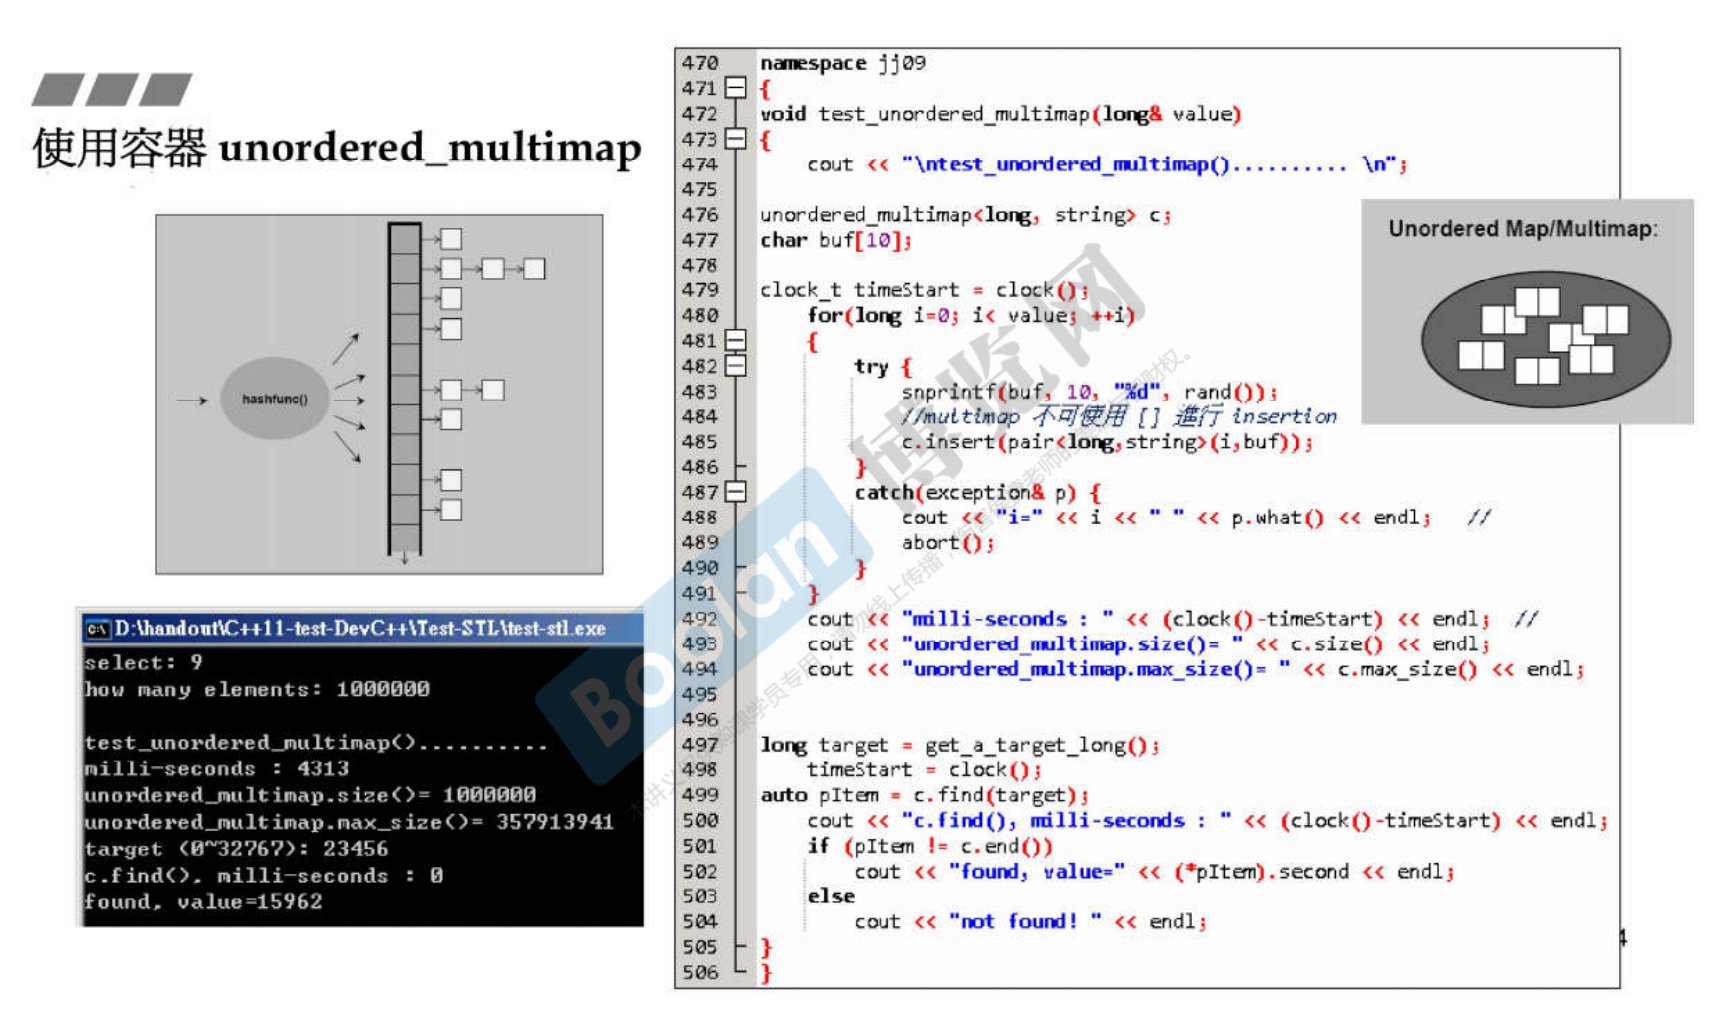 使用容器 unordered_multimap
hashfunc()
D:\handout\C++11-test-DevC++\Test-STL\test-stl.exe
select: 9
how many elements: 1000000
test_unordered_multimap()..........
milli-seconds : 4313
unordered_multimap.size()= 1000000
unordered_multimap.max_size()= 357913941
target (0~32767): 23456
c.find(), milli-seconds : 0
found, value=15962
470 namespace jj09
471 {
472 void test_unordered_multimap(long& value)
473 {
474 cout << "\ntest_unordered_multimap().......... \n";
475
476 unordered_multimap<long, string> c;
477 char buf[10];
478
479 clock_t timeStart = clock();
480 for(long i=0; i< value; ++i)
481 {
482 try {
483 snprintf(buf, 10, "%d", rand());
484 //multimap 不可使用 [] 進行 insertion
485 c.insert(pair<long,string>(i,buf));
486 }
487 catch(exception& p) {
488 cout << "i=" << i << " " << p.what() << endl; //
489 abort();
490 }
491 }
492 cout << "milli-seconds : " << (clock()-timeStart) << endl; //
493 cout << "unordered_multimap.size()= " << c.size() << endl;
494 cout << "unordered_multimap.max_size()= " << c.max_size() << endl;
495
496
497 long target = get_a_target_long();
498 timeStart = clock();
499 auto pItem = c.find(target);
500 cout << "c.find(), milli-seconds : " << (clock()-timeStart) << endl;
501 if (pItem != c.end())
502 cout << "found, value=" << (*pItem).second << endl;
503 else
504 cout << "not found! " << endl;
505 }
506 }
Unordered Map/Multimap:
Boolan 博览网
4